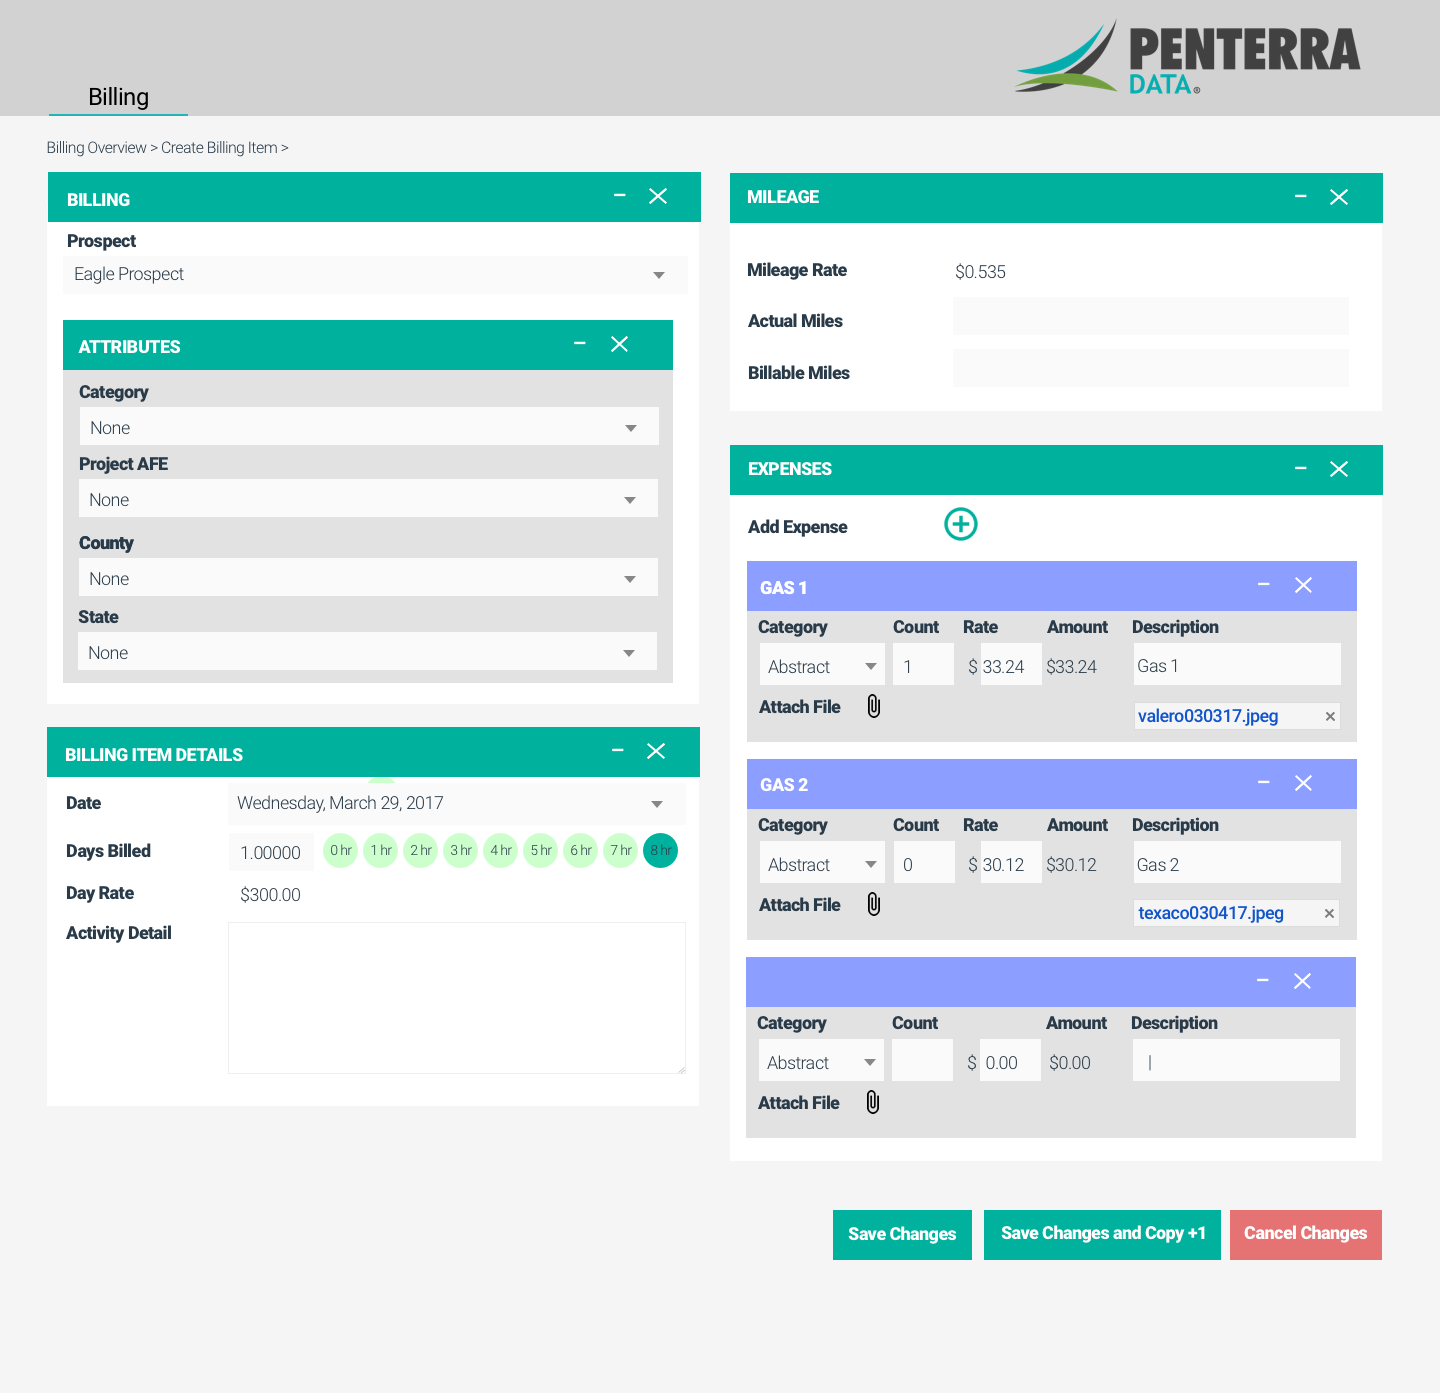 PENTERRA
DATA®
Billing
Billing Overview > Create Billing Item >
BILLING
Prospect
Eagle Prospect
ATTRIBUTES
Category
None
Project AFE
None
County
None
State
None
BILLING ITEM DETAILS
Date Wednesday, March 29, 2017
Days Billed 1.00000 0 hr 1 hr 2 hr 3 hr 4 hr 5 hr 6 hr 7 hr 8 hr
Day Rate $300.00
Activity Detail
MILEAGE
Mileage Rate $0.535
Actual Miles
Billable Miles
EXPENSES
Add Expense
GAS 1
Category Count Rate Amount Description
Abstract 1 $ 33.24 $33.24 Gas 1
Attach File valero030317.jpeg ×
GAS 2
Category Count Rate Amount Description
Abstract 0 $ 30.12 $30.12 Gas 2
Attach File texaco030417.jpeg ×
Category Count Amount Description
Abstract $ 0.00 $0.00 |
Attach File
Save Changes Save Changes and Copy +1 Cancel Changes